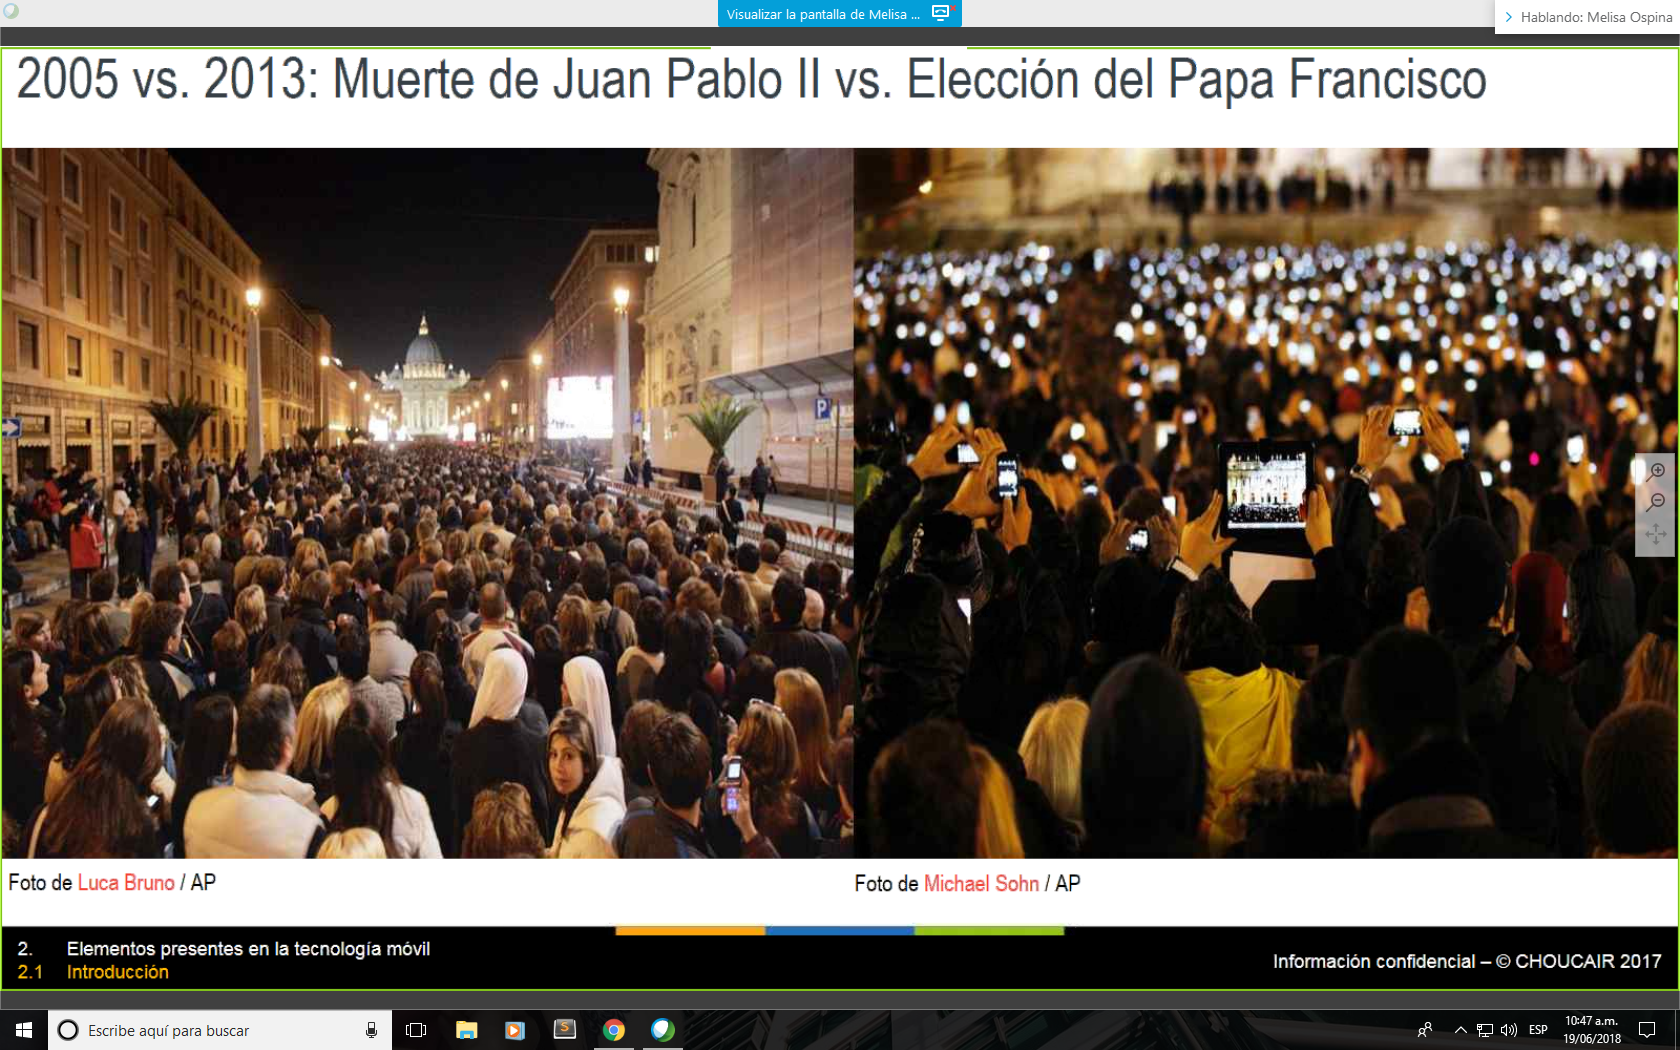 Visualizar la pantalla de Melisa ...
Hablando: Melisa Ospina
2005 vs. 2013: Muerte de Juan Pablo II vs. Elección del Papa Francisco
P
Foto de Luca Bruno / AP
Foto de Michael Sohn / AP
2. Elementos presentes en la tecnología móvil
2.1 Introducción
Información confidencial – © CHOUCAIR 2017
Escribe aquí para buscar
S
ESP
10:47 a.m.
19/06/2018